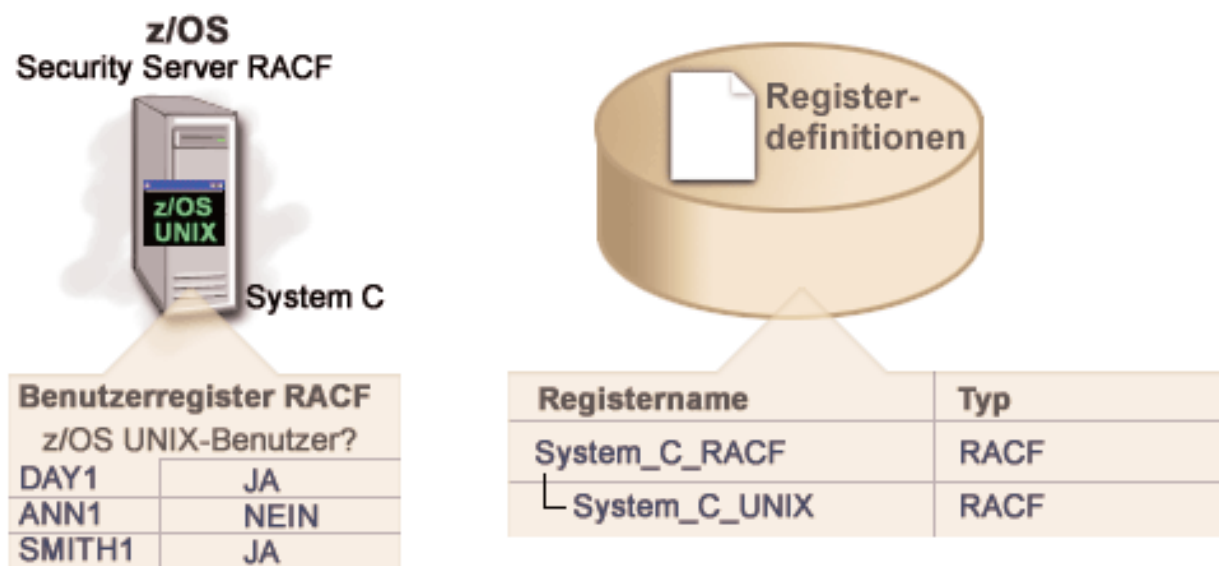 z/OS
Security Server RACF
z/OS
UNIX
System C
Benutzerregister RACF
z/OS UNIX-Benutzer?
DAY1 JA
ANN1 NEIN
SMITH1 JA
Register-
definitionen
Registername Typ
System_C_RACF RACF
System_C_UNIX RACF